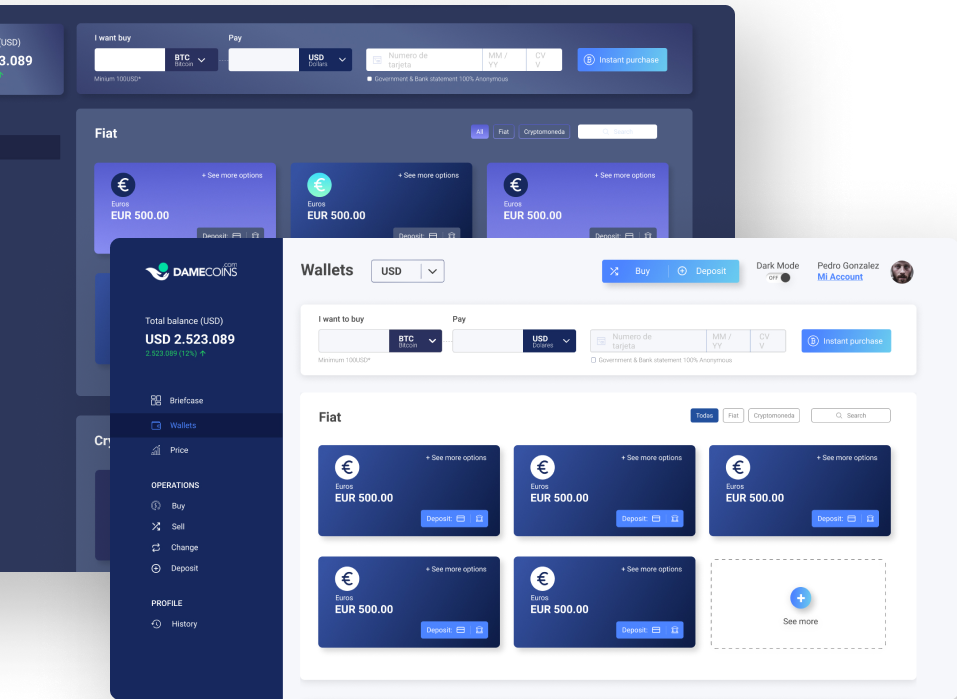 (USD)
3.089
I want buy
Pay
BTC
Bitcoin
USD
Dollars
Numero de
tarjeta
MM /
YY
CV
V
Instant purchase
Minium 100USD*
Government & Bank statement 100% Anonymous
Fiat
All
Fiat
Cryptomoneda
Search
+ See more options
Euros
EUR 500.00
Deposit:
+ See more options
Euros
EUR 500.00
Deposit:
+ See more options
Euros
EUR 500.00
Deposit:
Cry
DAMECOINS
.com
Total balance (USD)
USD 2.523.089
2.523.089 (12%)
Briefcase
Wallets
Price
OPERATIONS
Buy
Sell
Change
Deposit
PROFILE
History
Wallets
USD
Buy
Deposit
Dark Mode
OFF
Pedro Gonzalez
Mi Account
I want to buy
Pay
BTC
Bitcoin
USD
Dolares
Numero de
tarjeta
MM /
YY
CV
V
Instant purchase
Minimum 100USD*
Government & Bank statement 100% Anonymous
Fiat
Todas
Fiat
Cryptomoneda
Search
+ See more options
Euros
EUR 500.00
Deposit:
+ See more options
Euros
EUR 500.00
Deposit:
+ See more options
Euros
EUR 500.00
Deposit:
+ See more options
Euros
EUR 500.00
Deposit:
+ See more options
Euros
EUR 500.00
Deposit:
See more